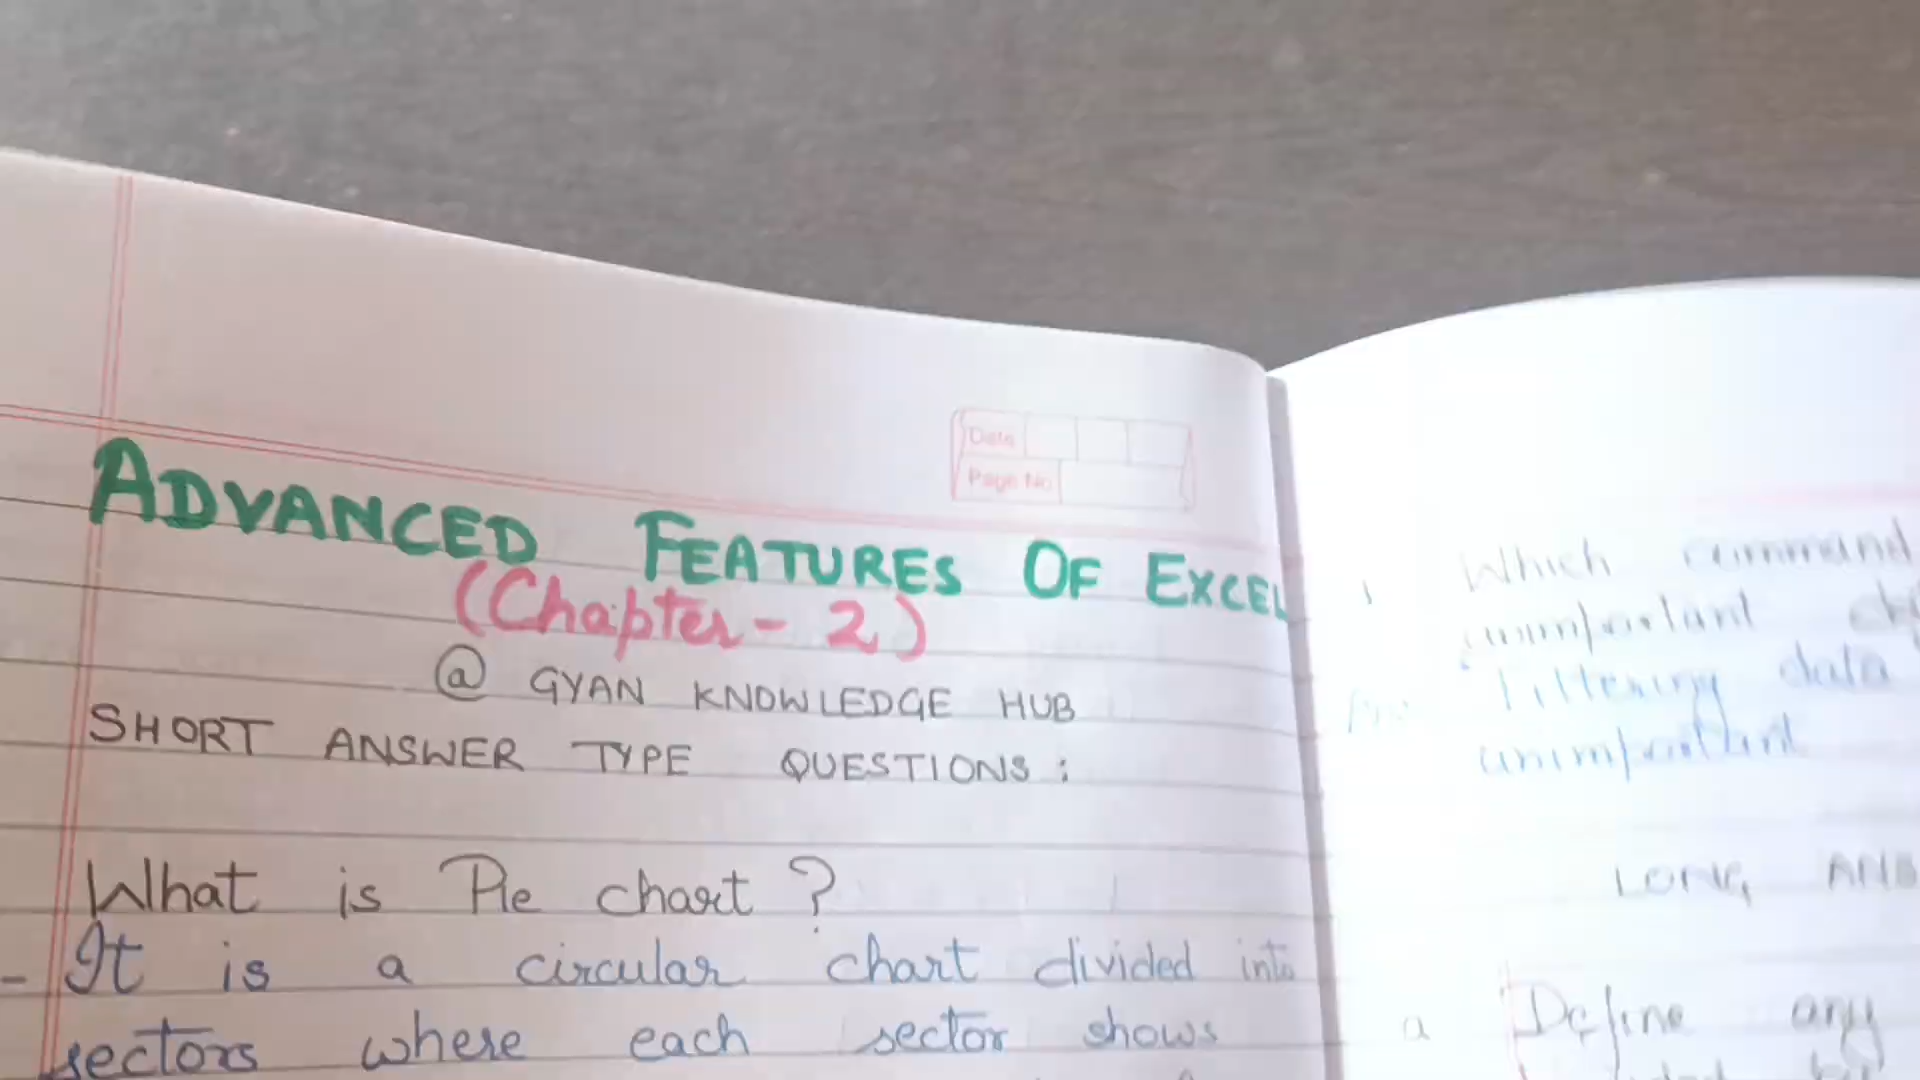 Date
Page No
ADVANCED FEATURES OF EXCEL
(Chapter - 2)
@ GYAN KNOWLEDGE HUB
SHORT ANSWER TYPE QUESTIONS :
What is Pie chart ?
- It is a circular chart divided into
sectors where each sector shows
Which command
unimportant
filtering data
unimportant
LONG
a Define any